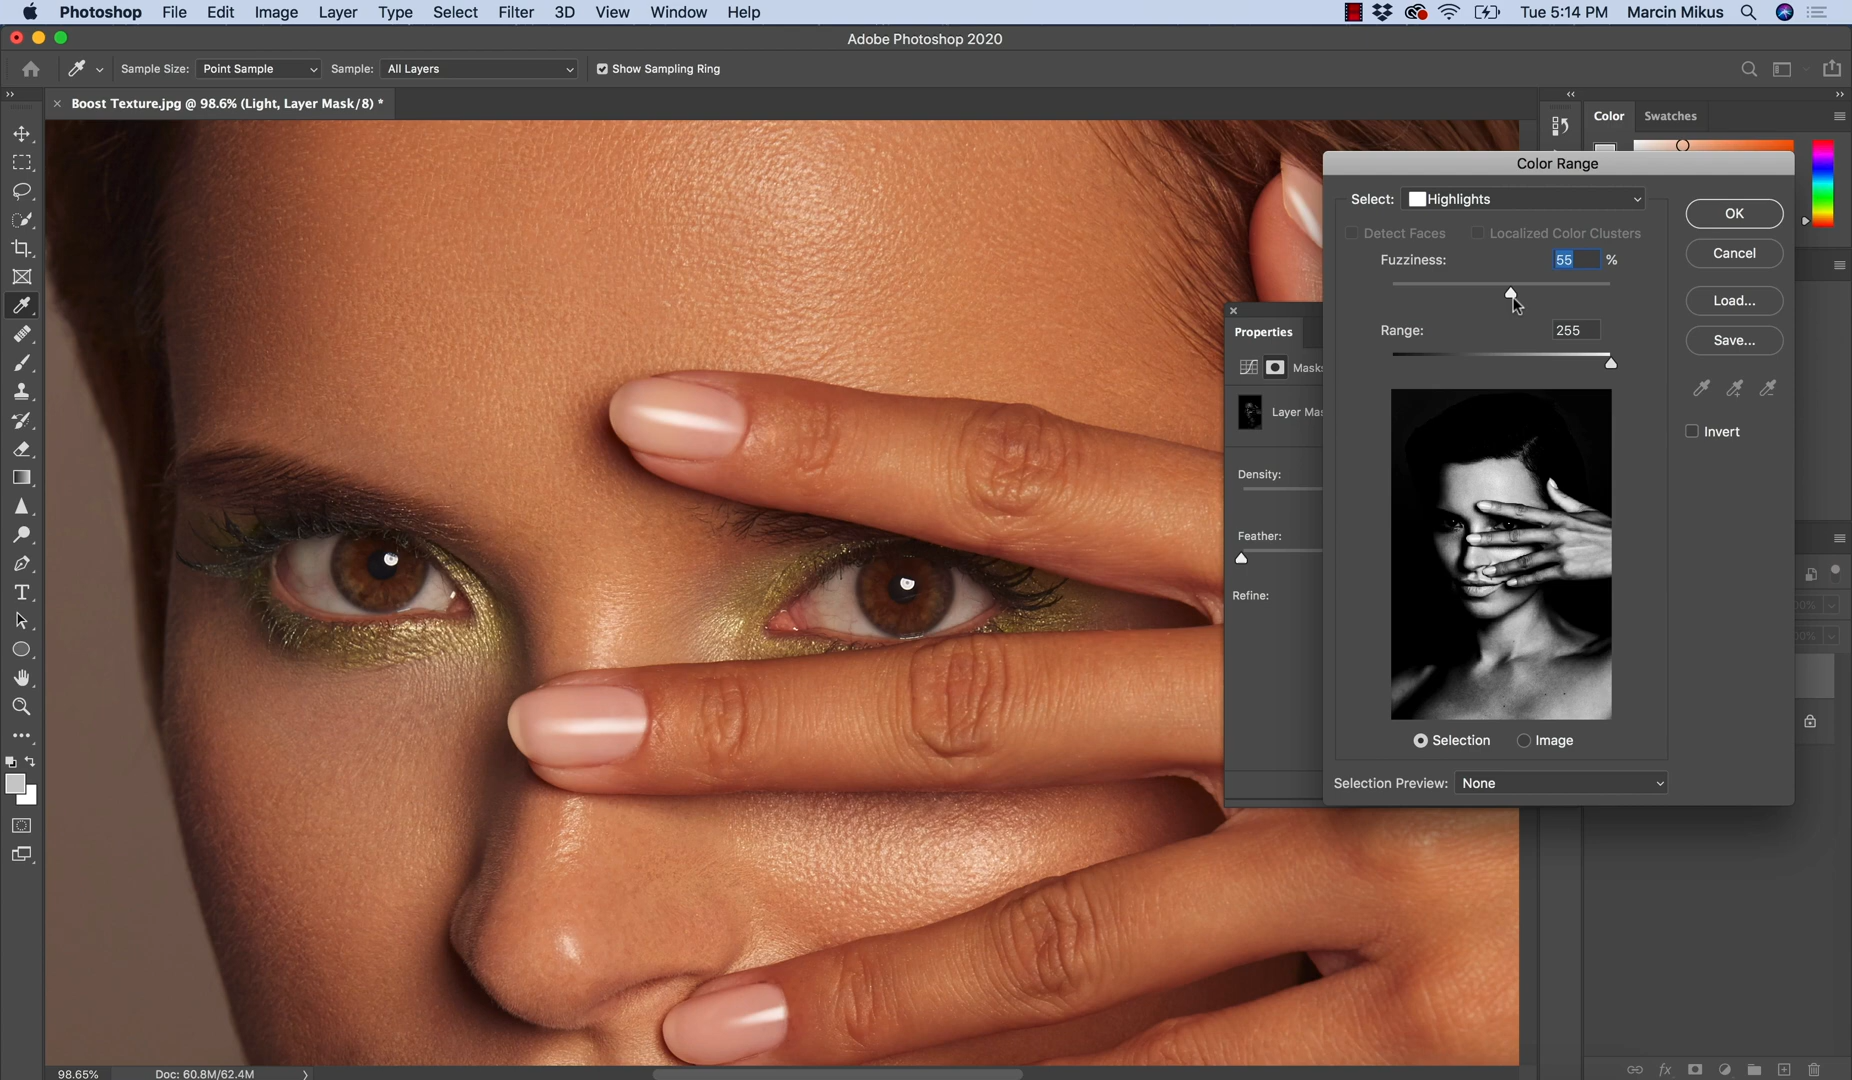 Photoshop File Edit Image Layer Type Select Filter 3D View Window Help Tue 5:14 PM Marcin Mikus
Adobe Photoshop 2020
Sample Size: Point Sample Sample: All Layers Show Sampling Ring
Boost Texture.jpg @ 98.6% (Light, Layer Mask/8) *
Color Swatches
Color Range
Select: Highlights
OK
Detect Faces Localized Color Clusters
Cancel
Fuzziness: 55 %
Load...
Range: 255
Save...
Invert
Selection Image
Selection Preview: None
Properties
Masks
Layer Mas
Density:
Feather:
Refine:
98.65% Doc: 60.8M/62.4M